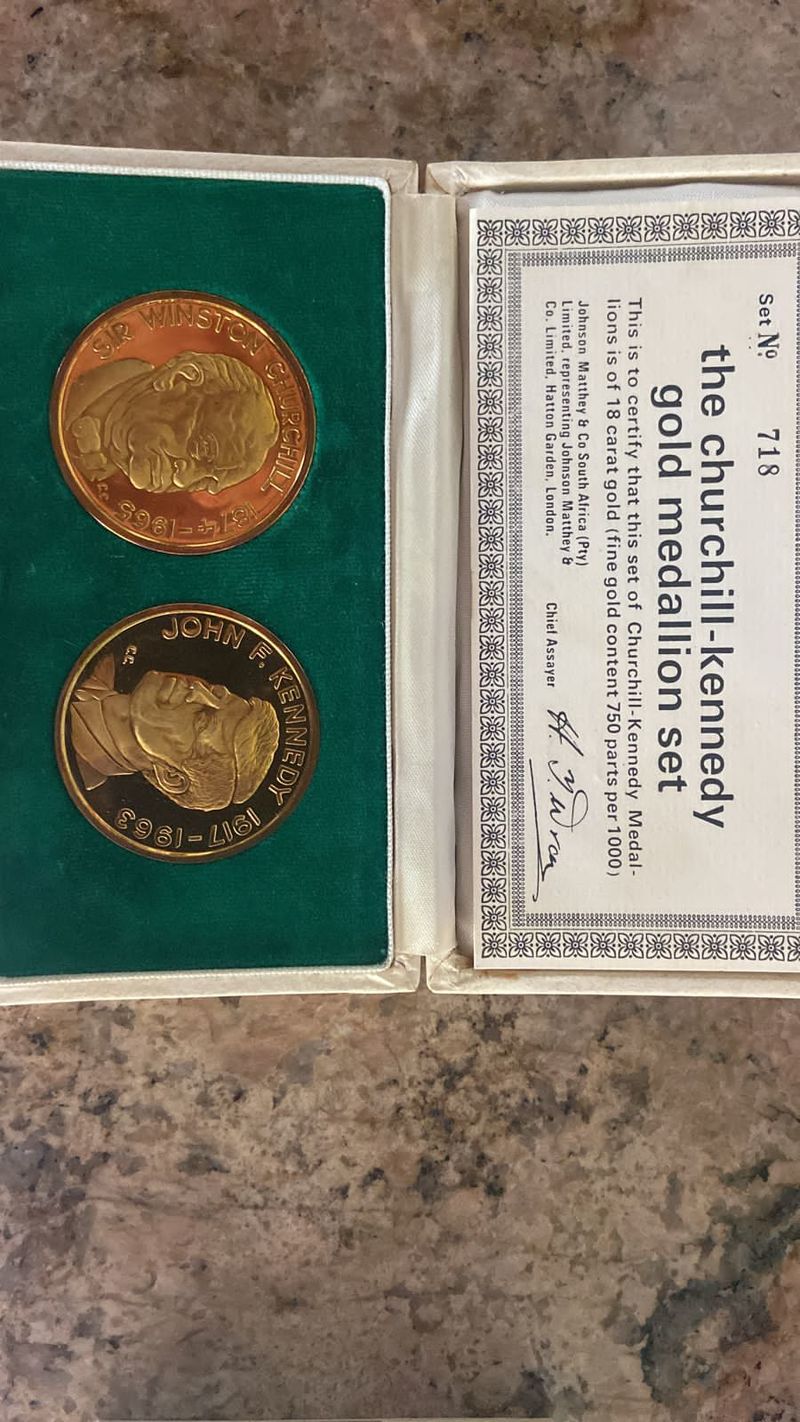 Set No. 718
the churchill-kennedy
gold medallion set
This is to certify that this set of Churchill-Kennedy Medal-
lions is of 18 carat gold (fine gold content 750 parts per 1000)
Johnson Matthey & Co South Africa (Pty)
Limited, representing Johnson Matthey &
Co. Limited, Hatton Garden, London.
Chief Assayer
SIR WINSTON CHURCHILL
1874-1965
C.C.
JOHN F. KENNEDY
1917-1963
C.C.